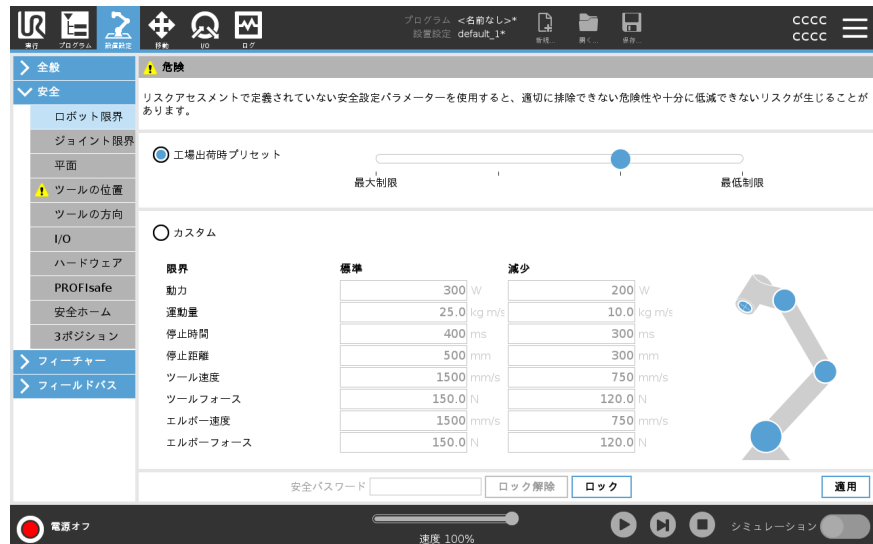 UR
プログラム <名前なし>*
設置設定 default_1*
cccc
cccc
実行 プログラム 設置設定 移動 I/O ログ 新規... 開く... 保存...
全般
安全
ロボット限界
ジョイント限界
平面
ツールの位置
ツールの方向
I/O
ハードウェア
PROFIsafe
安全ホーム
3ポジション
フィーチャー
フィールドバス
危険
リスクアセスメントで定義されていない安全設定パラメーターを使用すると、適切に排除できない危険性や十分に低減できないリスクが生じることが
あります。
工場出荷時プリセット
最大制限 最低制限
カスタム
限界 標準 減少
動力 300 W 200 W
運動量 25.0 kg m/s 10.0 kg m/s
停止時間 400 ms 300 ms
停止距離 500 mm 300 mm
ツール速度 1500 mm/s 750 mm/s
ツールフォース 150.0 N 120.0 N
エルボー速度 1500 mm/s 750 mm/s
エルボーフォース 150.0 N 120.0 N
安全パスワード ロック解除 ロック 適用
電源オフ
速度 100%
シミュレーション